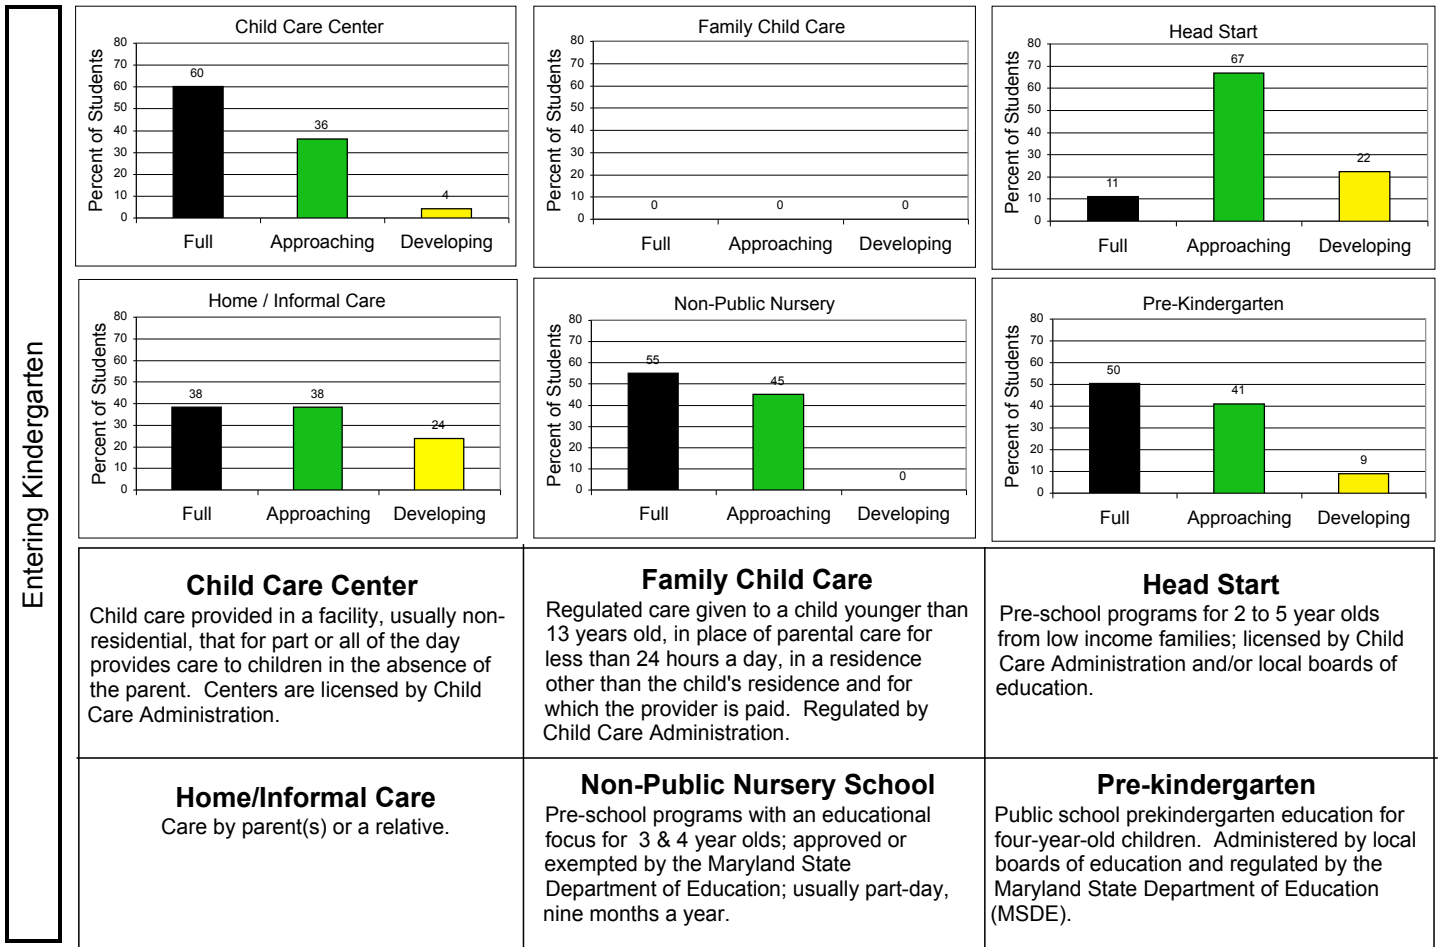 Entering Kindergarten
Child Care Center
Percent of Students
80
70
60
50
40
30
20
10
0
60
36
4
Full Approaching Developing
Family Child Care
Percent of Students
80
70
60
50
40
30
20
10
0
0 0 0
Full Approaching Developing
Head Start
Percent of Students
80
70
60
50
40
30
20
10
0
11
67
22
Full Approaching Developing
Home / Informal Care
Percent of Students
80
70
60
50
40
30
20
10
0
38 38
24
Full Approaching Developing
Non-Public Nursery
Percent of Students
80
70
60
50
40
30
20
10
0
55
45
0
Full Approaching Developing
Pre-Kindergarten
Percent of Students
80
70
60
50
40
30
20
10
0
50
41
9
Full Approaching Developing
Child Care Center
Child care provided in a facility, usually non-
residential, that for part or all of the day
provides care to children in the absence of
the parent. Centers are licensed by Child
Care Administration.
Family Child Care
Regulated care given to a child younger than
13 years old, in place of parental care for
less than 24 hours a day, in a residence
other than the child's residence and for
which the provider is paid. Regulated by
Child Care Administration.
Head Start
Pre-school programs for 2 to 5 year olds
from low income families; licensed by Child
Care Administration and/or local boards of
education.
Home/Informal Care
Care by parent(s) or a relative.
Non-Public Nursery School
Pre-school programs with an educational
focus for 3 & 4 year olds; approved or
exempted by the Maryland State
Department of Education; usually part-day,
nine months a year.
Pre-kindergarten
Public school prekindergarten education for
four-year-old children. Administered by local
boards of education and regulated by the
Maryland State Department of Education
(MSDE).